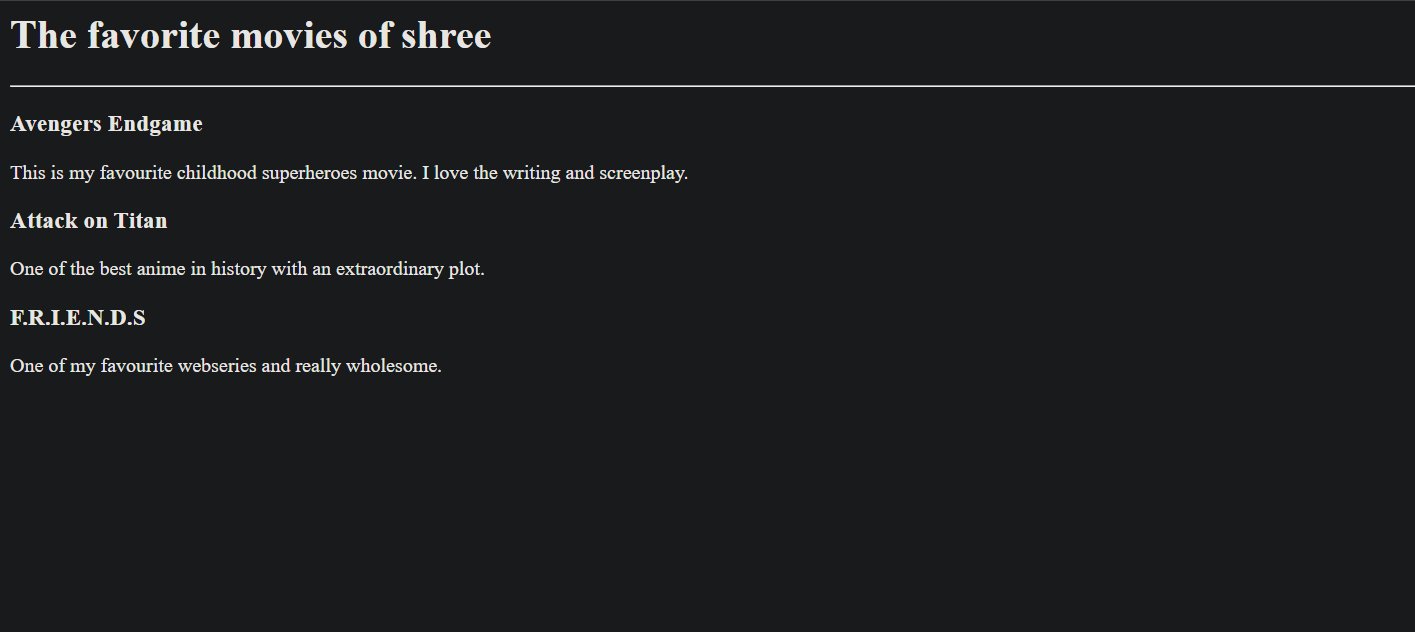 The favorite movies of shree
Avengers Endgame
This is my favourite childhood superheroes movie. I love the writing and screenplay.
Attack on Titan
One of the best anime in history with an extraordinary plot.
F.R.I.E.N.D.S
One of my favourite webseries and really wholesome.